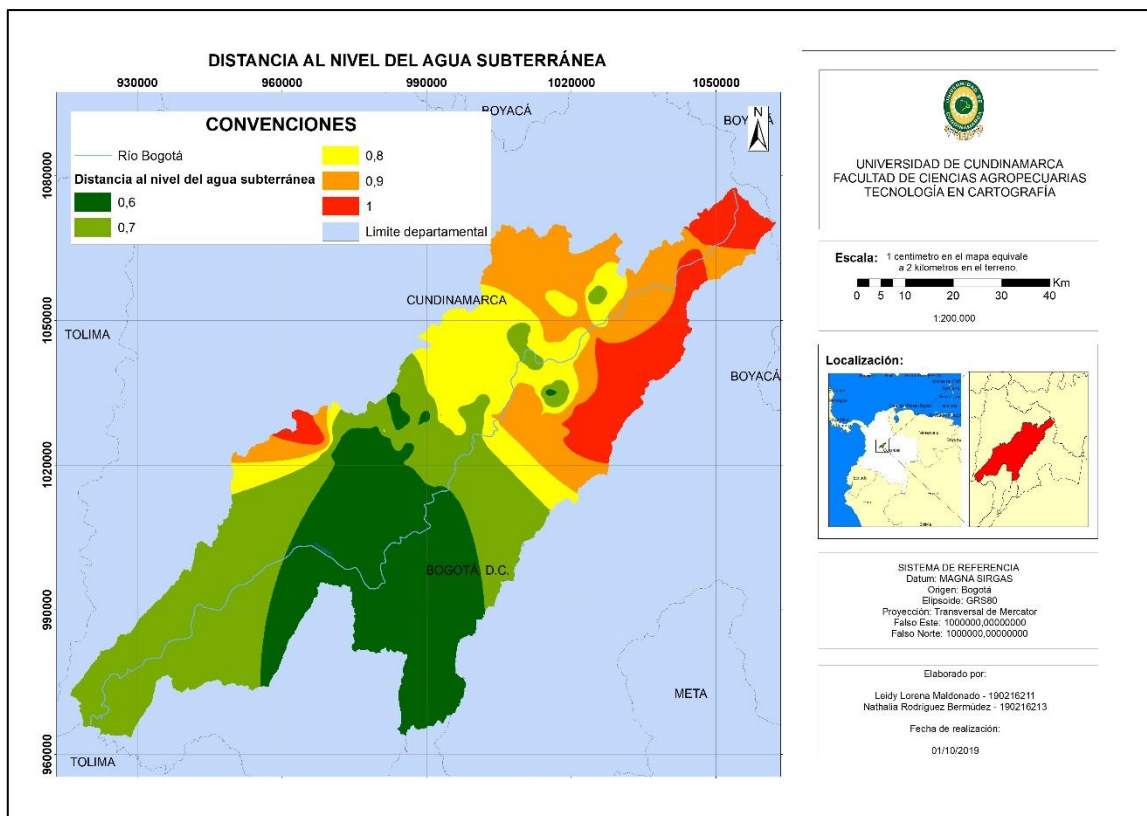 DISTANCIA AL NIVEL DEL AGUA SUBTERRÁNEA
930000 960000 990000 1020000 1050000
BOYACÁ
BOYACÁ
N
CONVENCIONES
Río Bogotá
Distancia al nivel del agua subterránea
0,6
0,7
0,8
0,9
1
Limite departamental
1080000
1050000
1020000
990000
960000
CUNDINAMARCA
TOLIMA
BOYACÁ
BOGOTÁ D.C.
META
TOLIMA
UNIVERSIDAD DE CUNDINAMARCA
FACULTAD DE CIENCIAS AGROPECUARIAS
TECNOLOGÍA EN CARTOGRAFÍA
Escala: 1 centimetro en el mapa equivale
a 2 kilometros en el terreno.
Km
0 5 10 20 30 40
1:200.000
Localización:
SISTEMA DE REFERENCIA
Datum: MAGNA SIRGAS
Origen: Bogotá
Elipsoide: GRS80
Proyección: Transversal de Mercator
Falso Este: 1000000,00000000
Falso Norte: 1000000,00000000
Elaborado por:
Leidy Lorena Maldonado - 190216211
Nathalia Rodríguez Bermúdez - 190216213
Fecha de realización:
01/10/2019